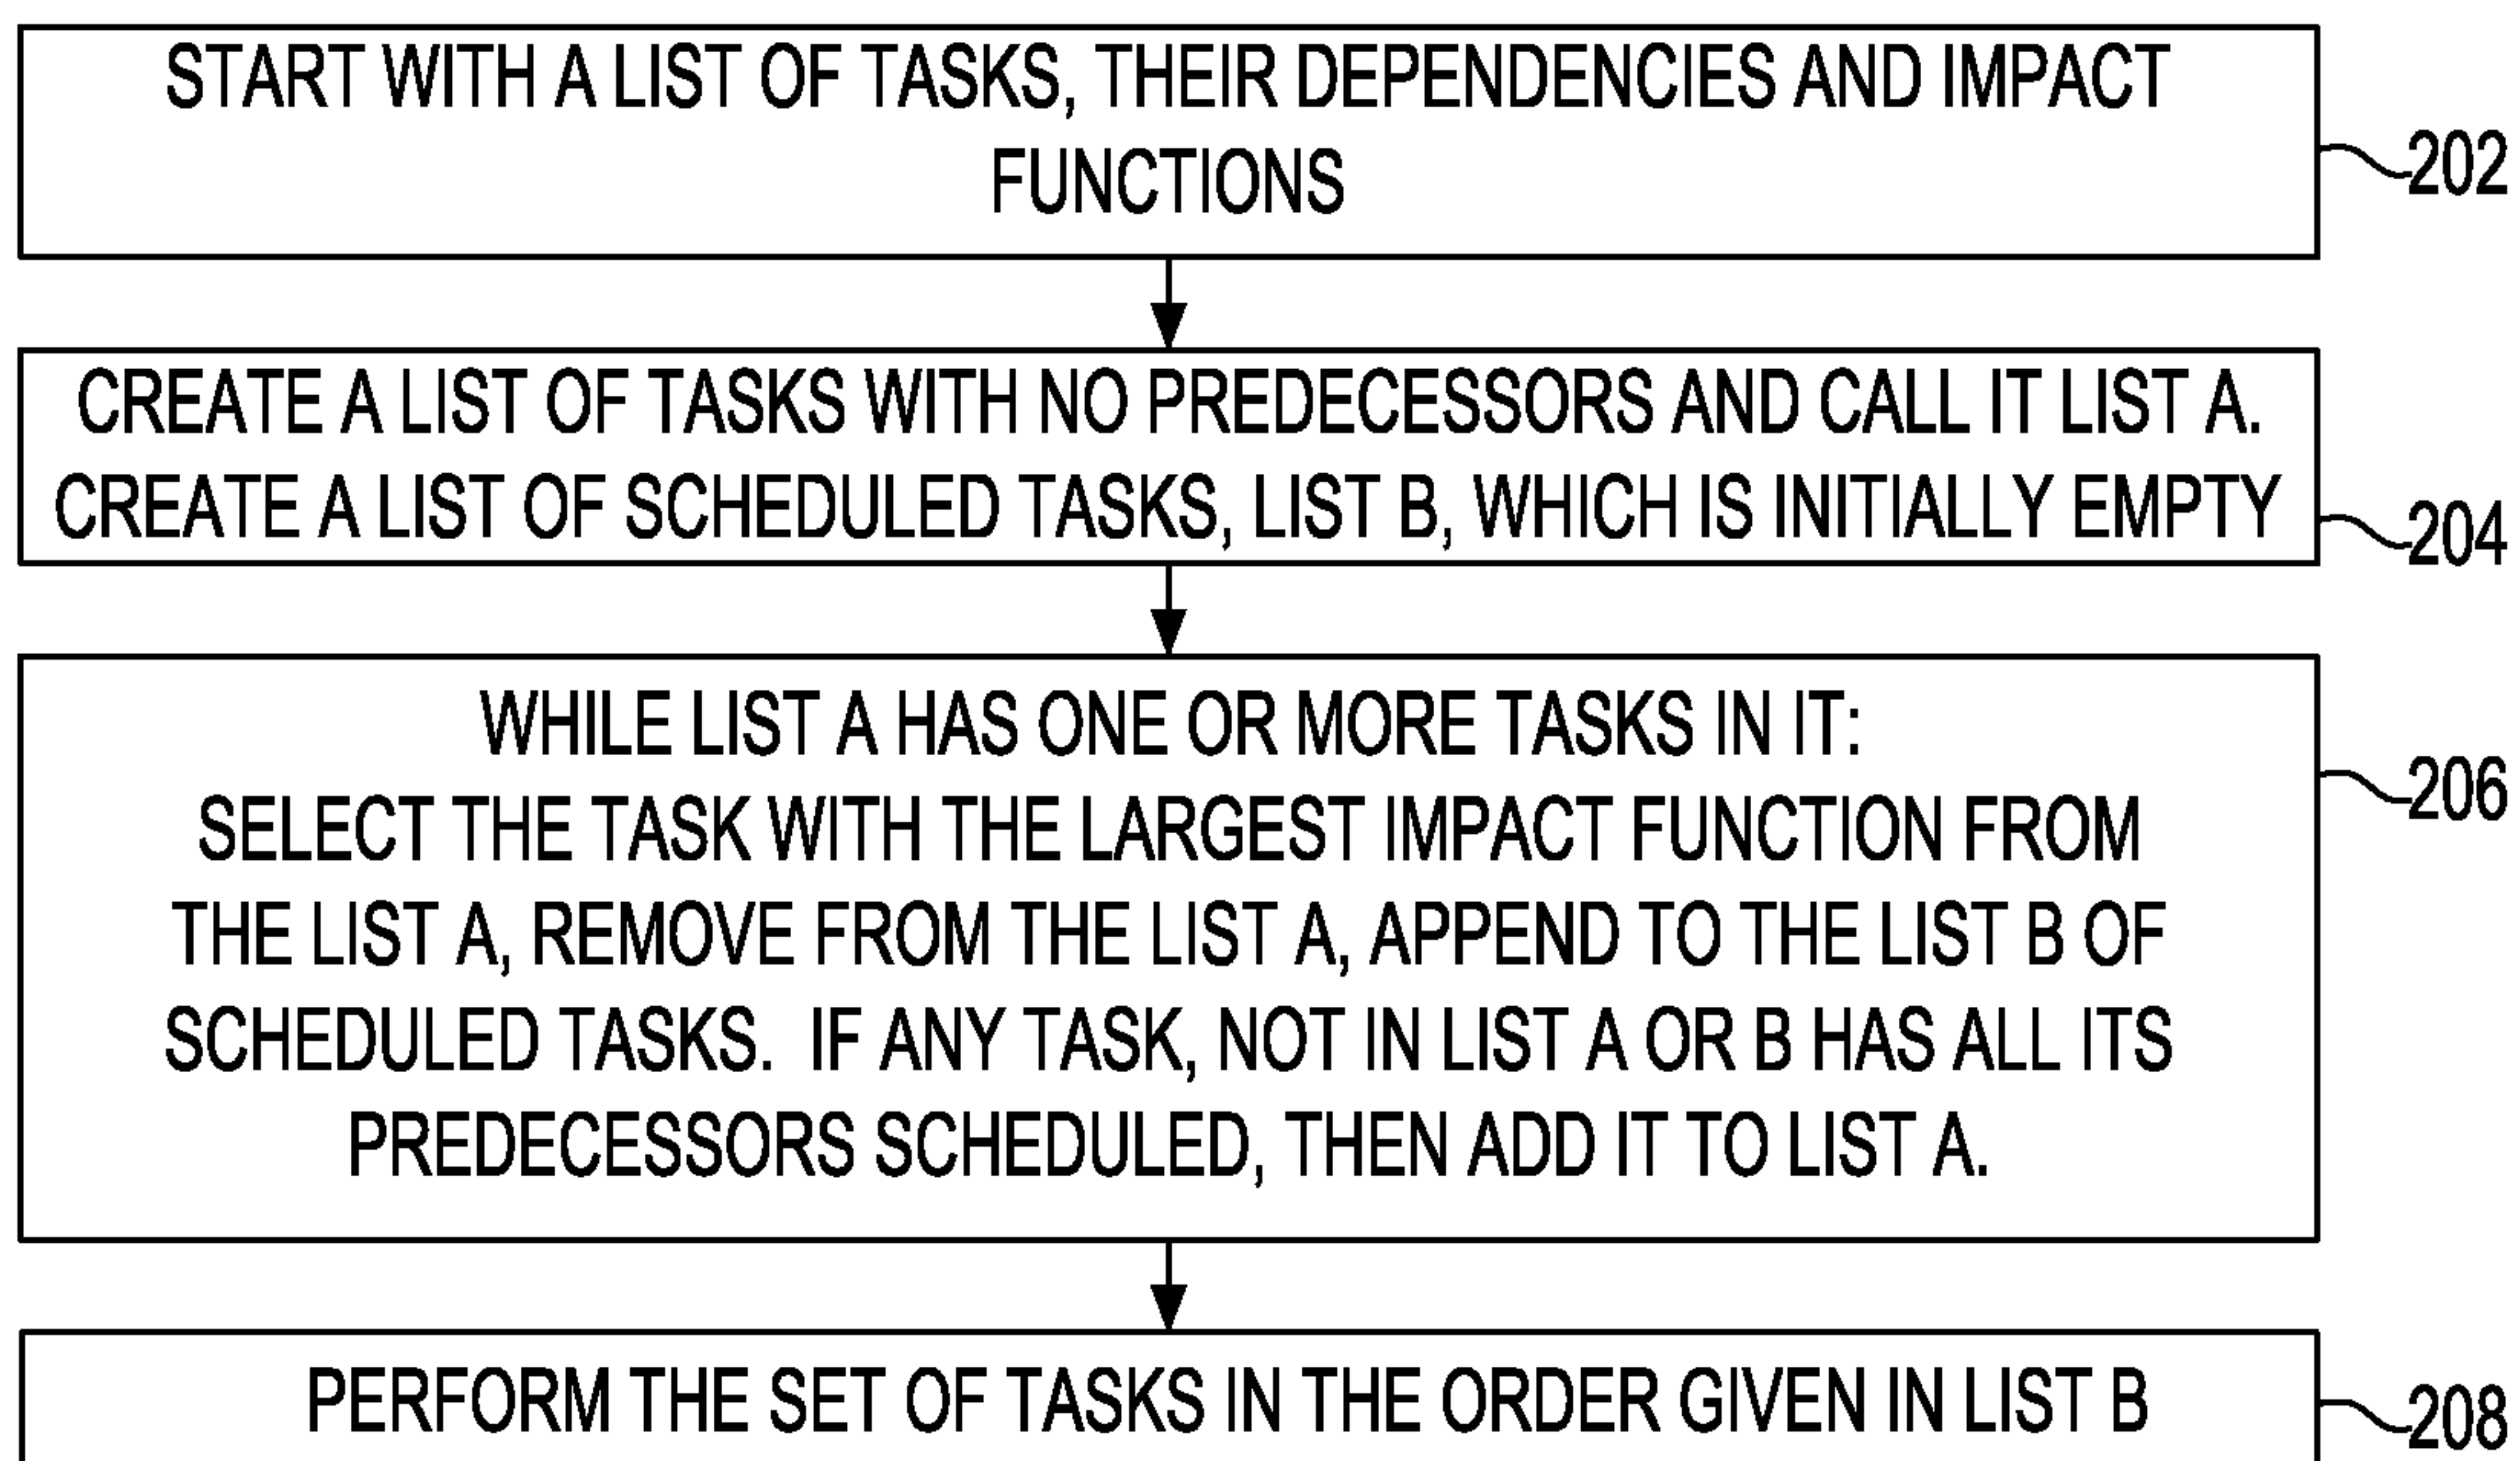 START WITH A LIST OF TASKS, THEIR DEPENDENCIES AND IMPACT
FUNCTIONS
202
CREATE A LIST OF TASKS WITH NO PREDECESSORS AND CALL IT LIST A.
CREATE A LIST OF SCHEDULED TASKS, LIST B, WHICH IS INITIALLY EMPTY
204
WHILE LIST A HAS ONE OR MORE TASKS IN IT:
SELECT THE TASK WITH THE LARGEST IMPACT FUNCTION FROM
THE LIST A, REMOVE FROM THE LIST A, APPEND TO THE LIST B OF
SCHEDULED TASKS. IF ANY TASK, NOT IN LIST A OR B HAS ALL ITS
PREDECESSORS SCHEDULED, THEN ADD IT TO LIST A.
206
PERFORM THE SET OF TASKS IN THE ORDER GIVEN IN LIST B
208